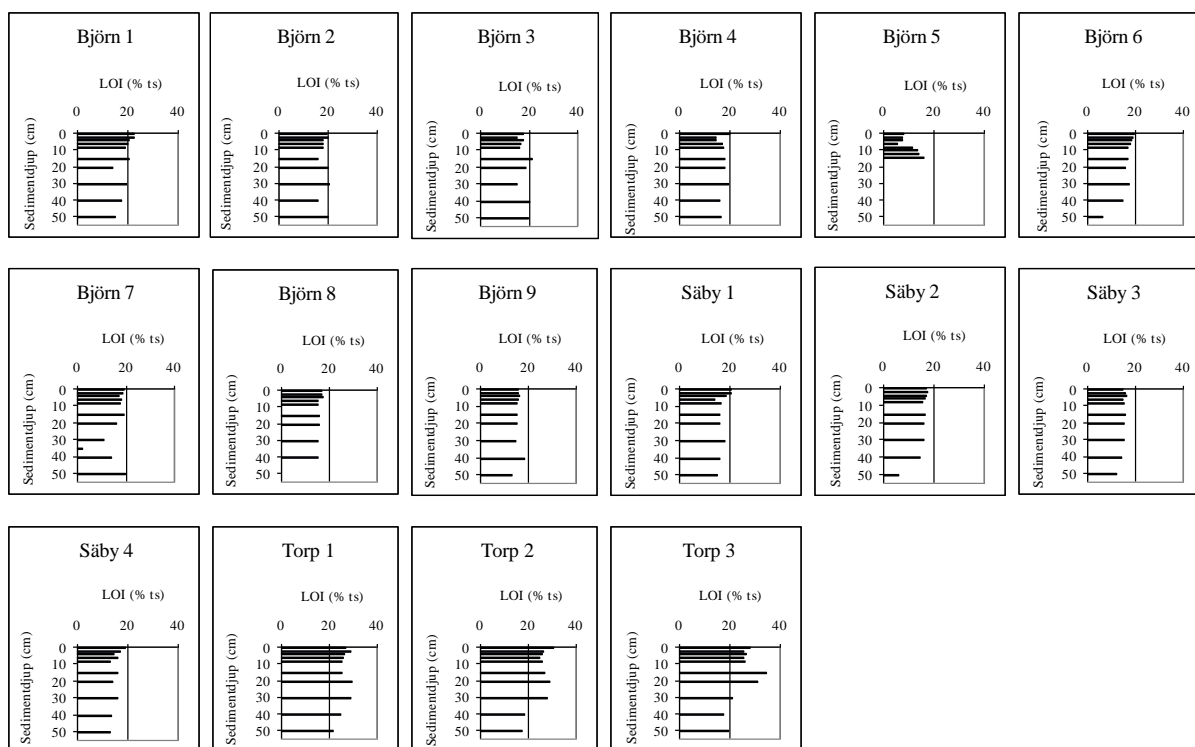 Björn 1
LOI (% ts)
0 20 40
Sedimentdjup (cm)
0
10
20
30
40
50
Björn 2
LOI (% ts)
0 20 40
Sedimentdjup (cm)
0
10
20
30
40
50
Björn 3
LOI (% ts)
0 20 40
Sedimentdjup (cm)
0
10
20
30
40
50
Björn 4
LOI (% ts)
0 20 40
Sedimentdjup (cm)
0
10
20
30
40
50
Björn 5
LOI (% ts)
0 20 40
Sedimentdjup (cm)
0
10
20
30
40
50
Björn 6
LOI (% ts)
0 20 40
Sedimentdjup (cm)
0
10
20
30
40
50
Björn 7
LOI (% ts)
0 20 40
Sedimentdjup (cm)
0
10
20
30
40
50
Björn 8
LOI (% ts)
0 20 40
Sedimentdjup (cm)
0
10
20
30
40
50
Björn 9
LOI (% ts)
0 20 40
Sedimentdjup (cm)
0
10
20
30
40
50
Säby 1
LOI (% ts)
0 20 40
Sedimentdjup (cm)
0
10
20
30
40
50
Säby 2
LOI (% ts)
0 20 40
Sedimentdjup (cm)
0
10
20
30
40
50
Säby 3
LOI (% ts)
0 20 40
Sedimentdjup (cm)
0
10
20
30
40
50
Säby 4
LOI (% ts)
0 20 40
Sedimentdjup (cm)
0
10
20
30
40
50
Torp 1
LOI (% ts)
0 20 40
Sedimentdjup (cm)
0
10
20
30
40
50
Torp 2
LOI (% ts)
0 20 40
Sedimentdjup (cm)
0
10
20
30
40
50
Torp 3
LOI (% ts)
0 20 40
Sedimentdjup (cm)
0
10
20
30
40
50